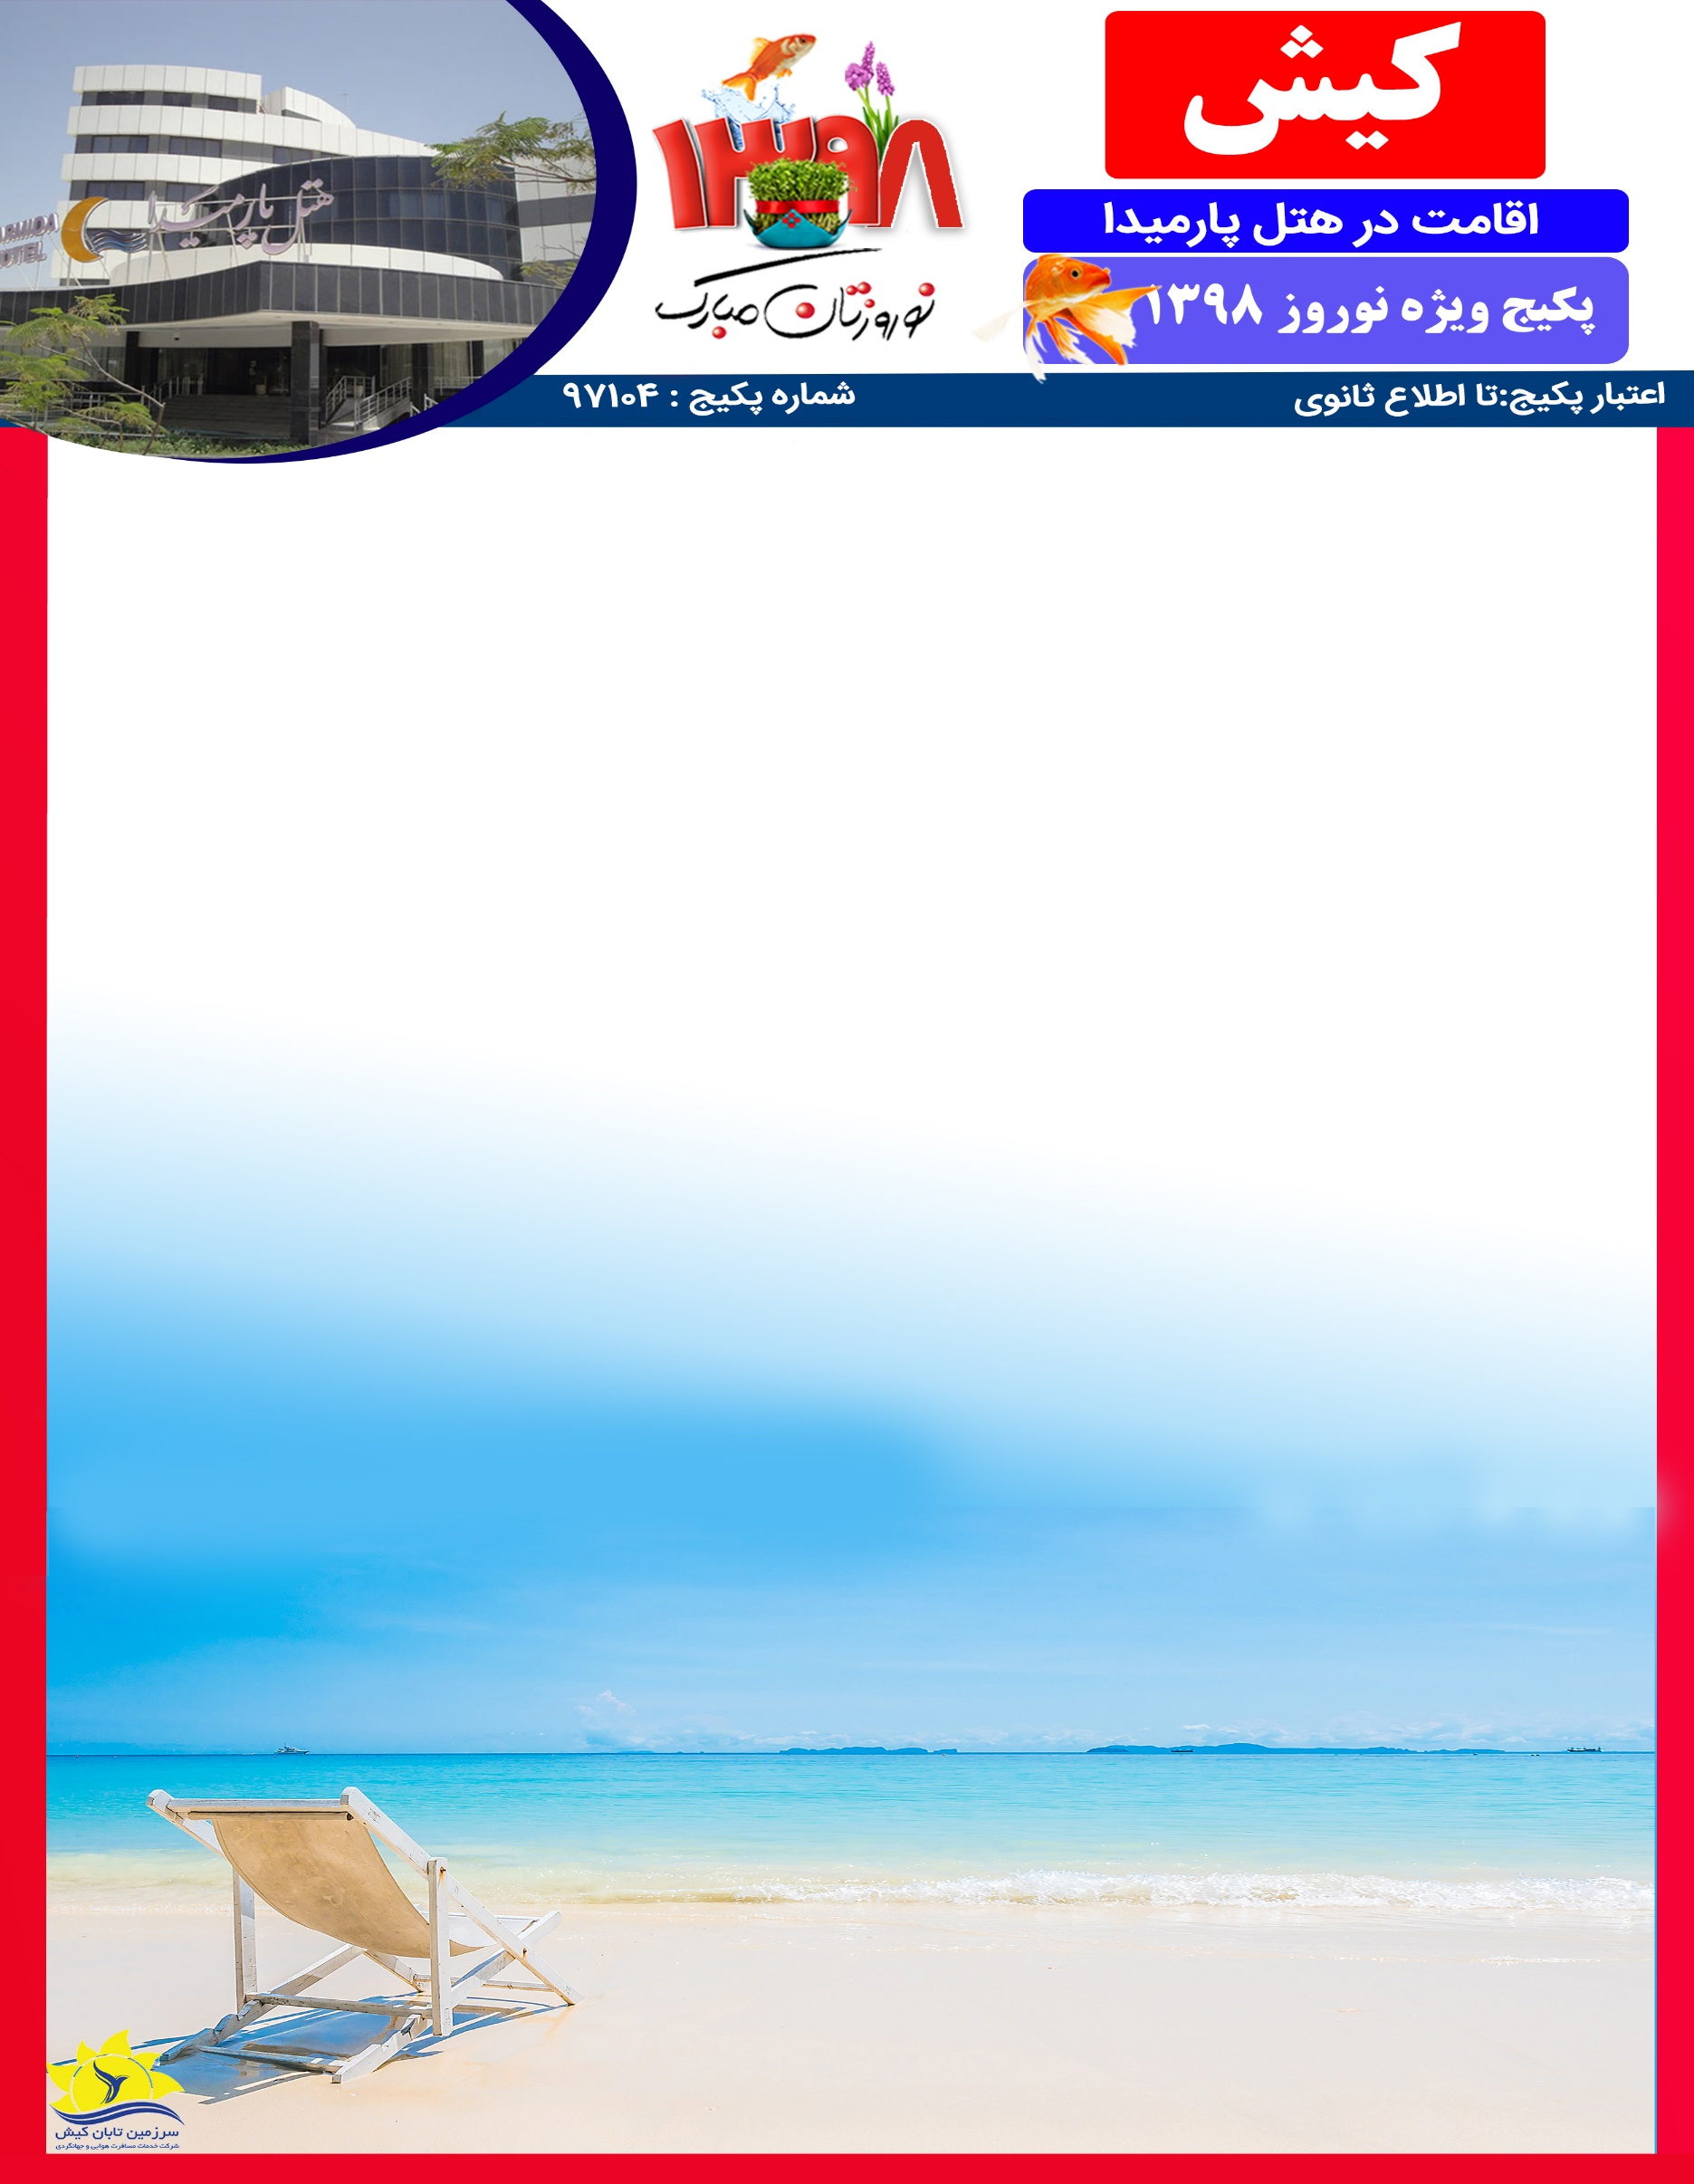 کیش
اقامت در هتل پارمیدا
پکیج ویژه نوروز ۱۳۹۸
۱۳۹۸
نوروزتان مبارک
هتل پارمیدا
HOTEL
اعتبار پکیج:تا اطلاع ثانوی
شماره پکیج : ۹۷۱۰۴
سرزمین تابان کیش
شرکت خدمات مسافرت هوایی و جهانگردی